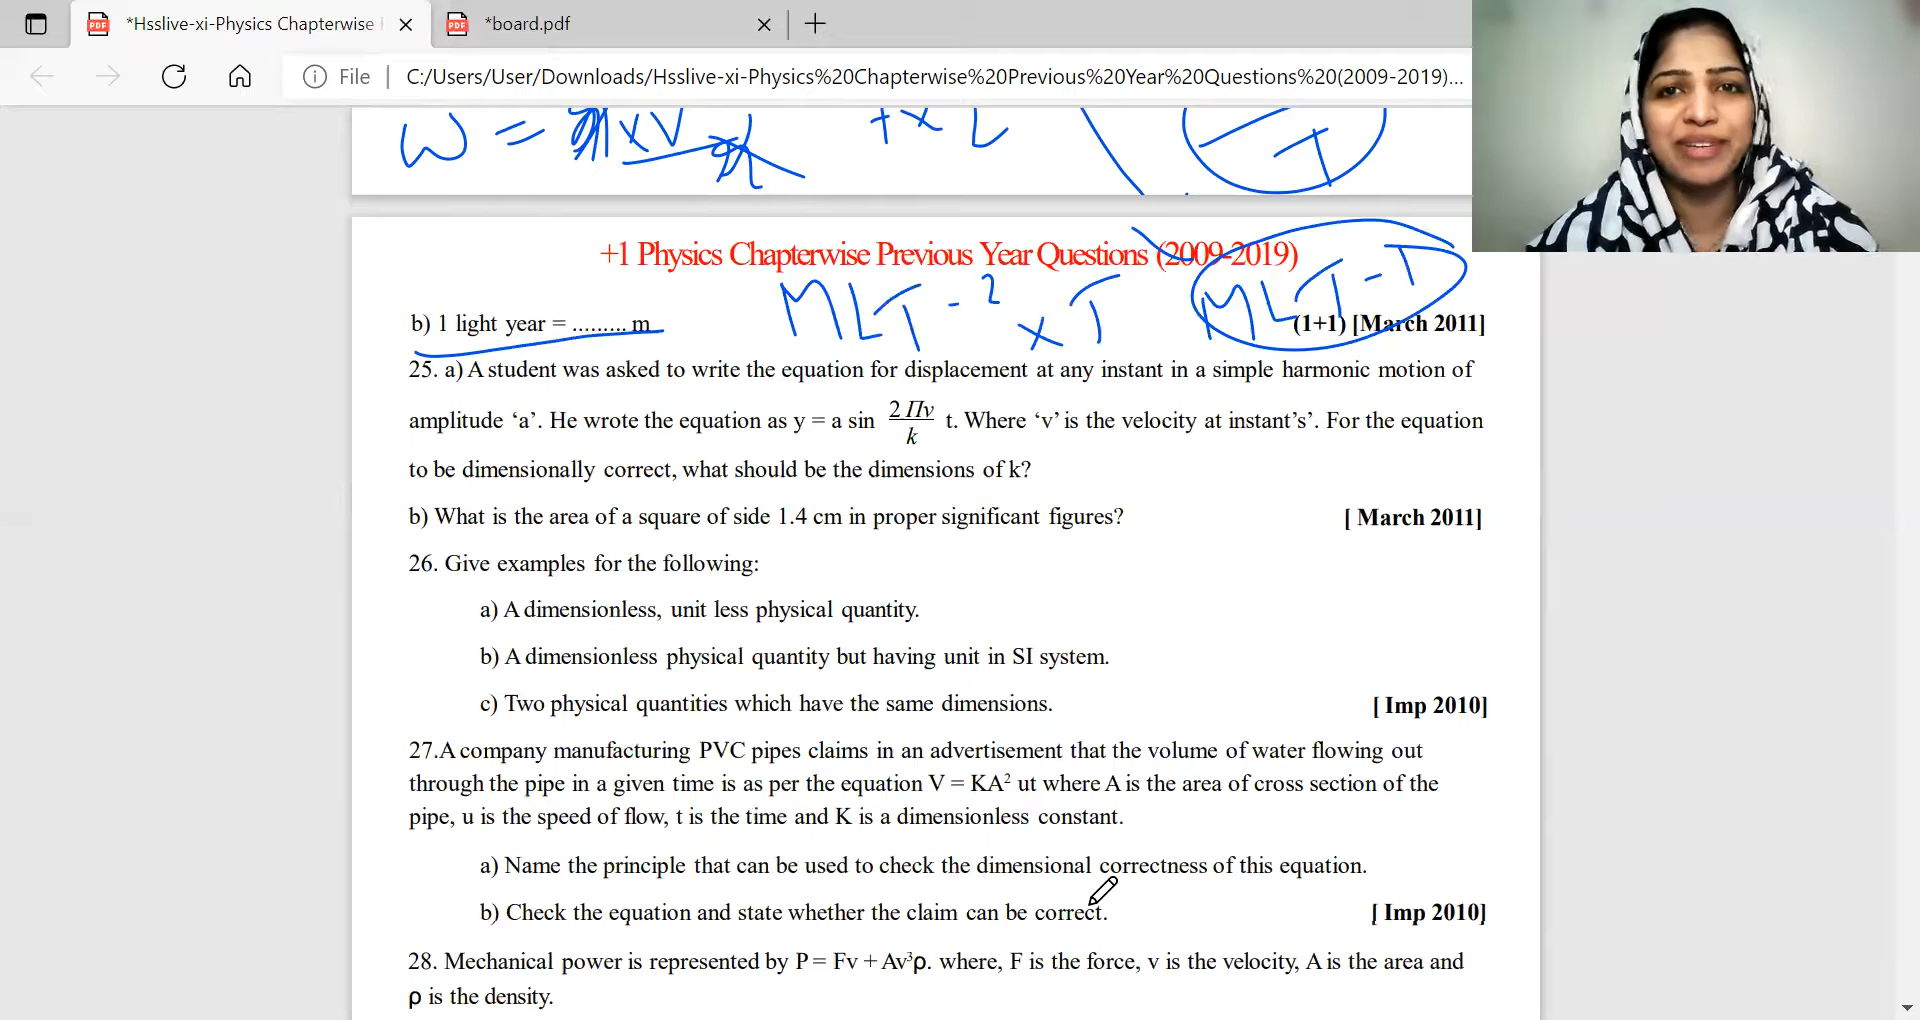 *Hsslive-xi-Physics Chapterwise
*board.pdf
File
C:/Users/User/Downloads/Hsslive-xi-Physics%20Chapterwise%20Previous%20Year%20Questions%20(2009-2019)...
+1 Physics Chapterwise Previous Year Questions (2009-2019)
MLT-2 x T
b) 1 light year = ......... m
(1+1) [March 2011]
25. a) A student was asked to write the equation for displacement at any instant in a simple harmonic motion of
amplitude ‘a’. He wrote the equation as y = a sin 2Πv/k t. Where ‘v’ is the velocity at instant’s’. For the equation
to be dimensionally correct, what should be the dimensions of k?
b) What is the area of a square of side 1.4 cm in proper significant figures?
[ March 2011]
26. Give examples for the following:
a) A dimensionless, unit less physical quantity.
b) A dimensionless physical quantity but having unit in SI system.
c) Two physical quantities which have the same dimensions.
[ Imp 2010]
27.A company manufacturing PVC pipes claims in an advertisement that the volume of water flowing out
through the pipe in a given time is as per the equation V = KA² ut where A is the area of cross section of the
pipe, u is the speed of flow, t is the time and K is a dimensionless constant.
a) Name the principle that can be used to check the dimensional correctness of this equation.
b) Check the equation and state whether the claim can be correct.
[ Imp 2010]
28. Mechanical power is represented by P = Fv + Av³ρ. where, F is the force, v is the velocity, A is the area and
ρ is the density.